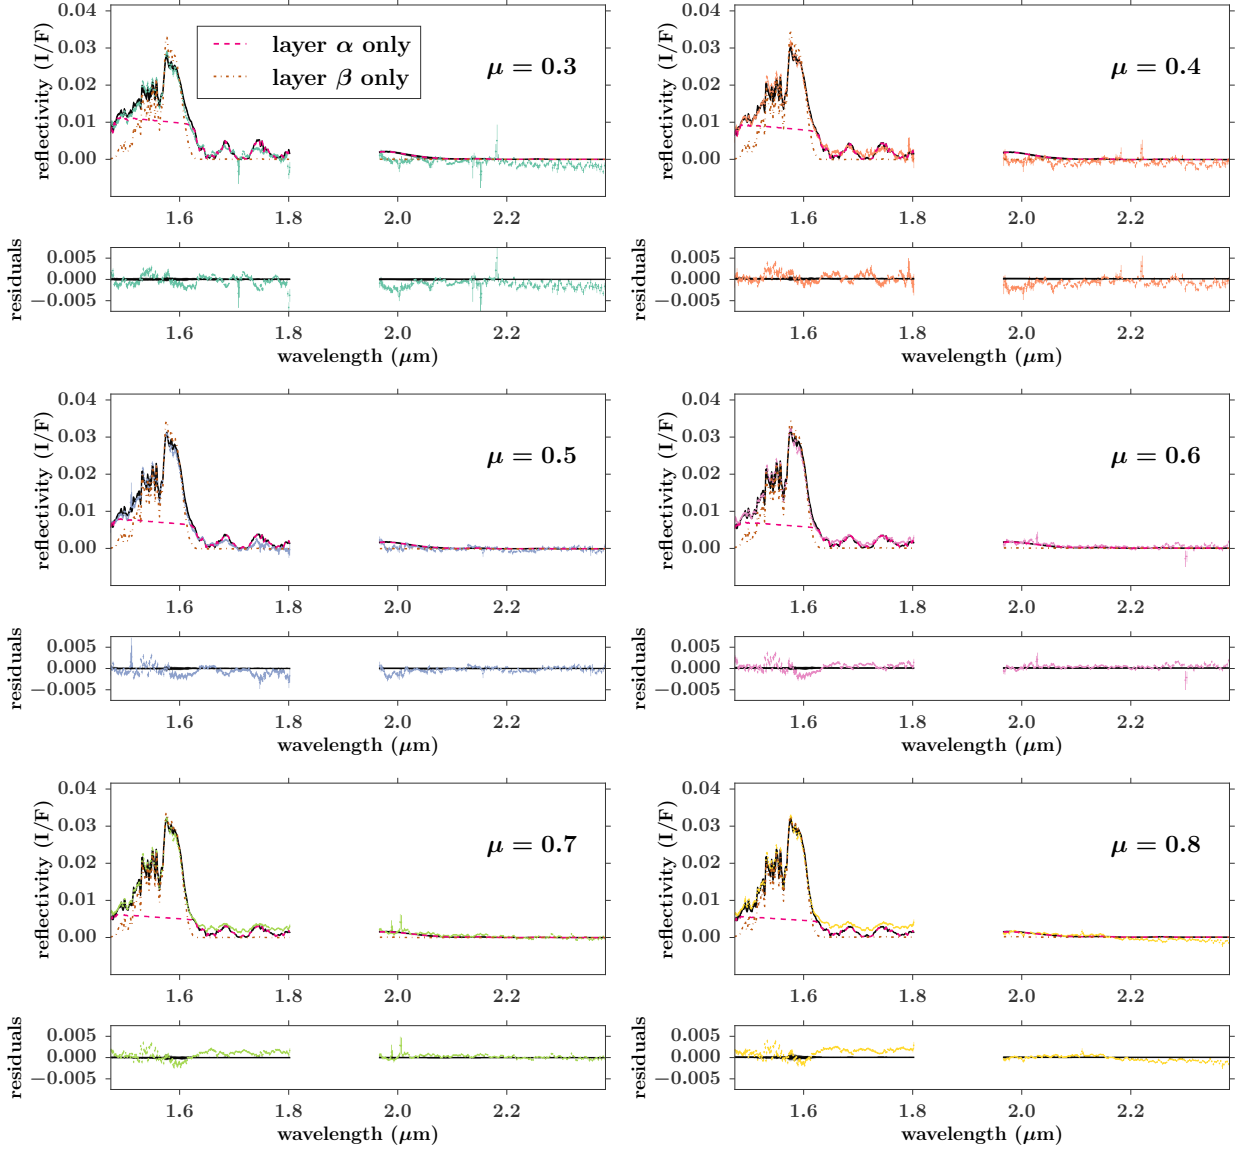 0.04
0.03
0.02
0.01
0.00
reflectivity (I/F)
layer α only
layer β only
μ = 0.3
1.6 1.8 2.0 2.2
0.005
0.000
−0.005
residuals
1.6 1.8 2.0 2.2
wavelength (μm)
0.04
0.03
0.02
0.01
0.00
reflectivity (I/F)
μ = 0.4
1.6 1.8 2.0 2.2
0.005
0.000
−0.005
residuals
1.6 1.8 2.0 2.2
wavelength (μm)
0.04
0.03
0.02
0.01
0.00
reflectivity (I/F)
μ = 0.5
1.6 1.8 2.0 2.2
0.005
0.000
−0.005
residuals
1.6 1.8 2.0 2.2
wavelength (μm)
0.04
0.03
0.02
0.01
0.00
reflectivity (I/F)
μ = 0.6
1.6 1.8 2.0 2.2
0.005
0.000
−0.005
residuals
1.6 1.8 2.0 2.2
wavelength (μm)
0.04
0.03
0.02
0.01
0.00
reflectivity (I/F)
μ = 0.7
1.6 1.8 2.0 2.2
0.005
0.000
−0.005
residuals
1.6 1.8 2.0 2.2
wavelength (μm)
0.04
0.03
0.02
0.01
0.00
reflectivity (I/F)
μ = 0.8
1.6 1.8 2.0 2.2
0.005
0.000
−0.005
residuals
1.6 1.8 2.0 2.2
wavelength (μm)